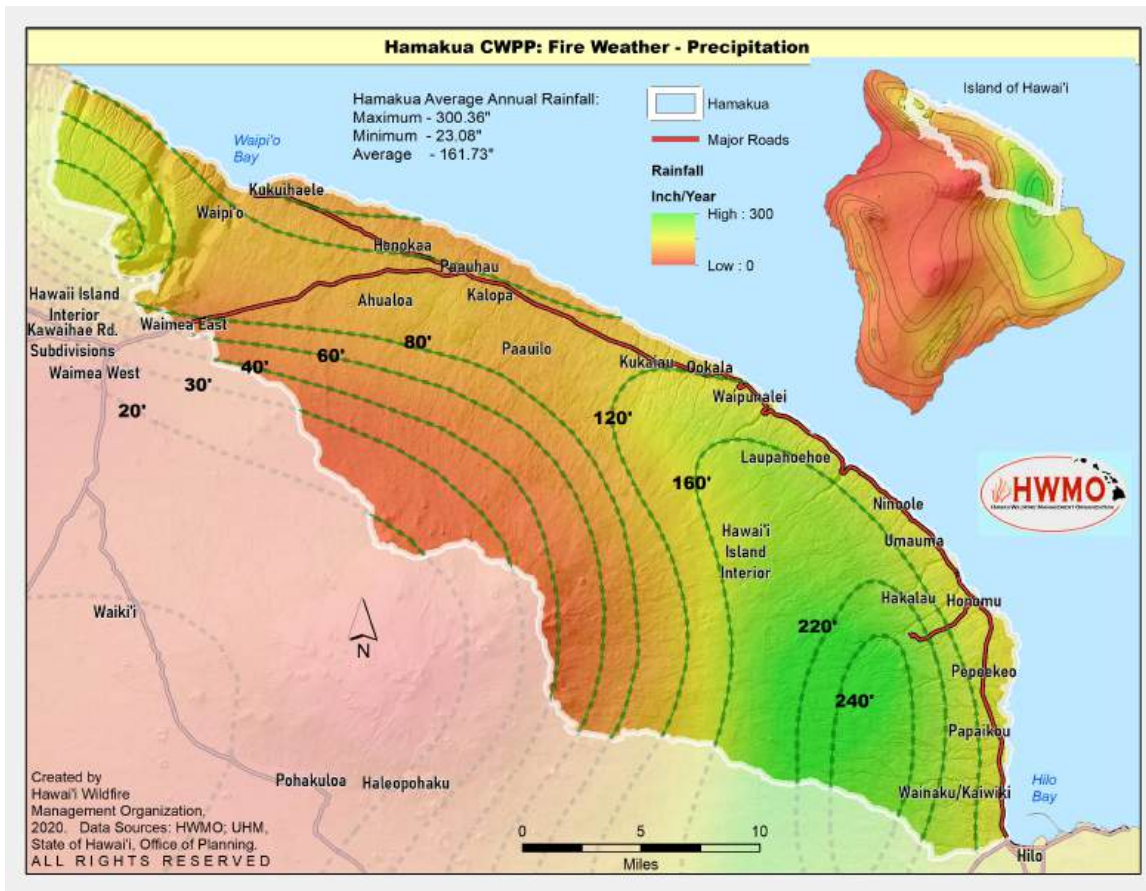 Hamakua CWPP: Fire Weather - Precipitation
Hamakua Average Annual Rainfall:
Maximum - 300.36"
Minimum - 23.08"
Average - 161.73"
Hamakua
Major Roads
Rainfall
Inch/Year
High : 300
Low : 0
Island of Hawai'i
Waipi'o
Bay
Kukuihaele
Waipi'o
Honokaa
Paauhau
Ahualoa
Kalopa
Hawaii Island
Interior
Kawaihae Rd.
Subdivisions
Waimea East
Waimea West
Paauilo
Kukaiau
Ookala
Waipunalei
20'
30'
40'
60'
80'
120'
160'
Laupahoehoe
Ninoole
Umauma
Hawai'i
Island
Interior
Hakalau
Honomu
220'
240'
Pepeekeo
Papaikou
Wainaku/Kaiwiki
Hilo
Bay
Hilo
Waiki'i
N
Pohakuloa
Haleopohaku
HWMO
HAWAII WILDFIRE MANAGEMENT ORGANIZATION
Created by
Hawai'i Wildfire
Management Organization,
2020. Data Sources: HWMO; UHM,
State of Hawai'i, Office of Planning.
ALL RIGHTS RESERVED
0 5 10
Miles